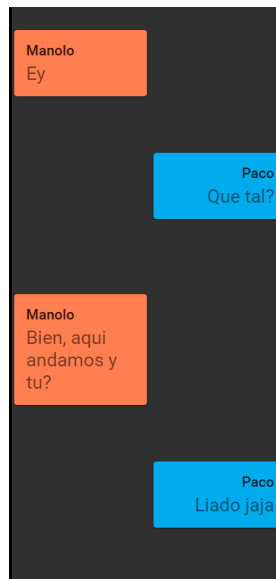 Manolo
Ey
Paco
Que tal?
Manolo
Bien, aqui
andamos y
tu?
Paco
Liado jaja